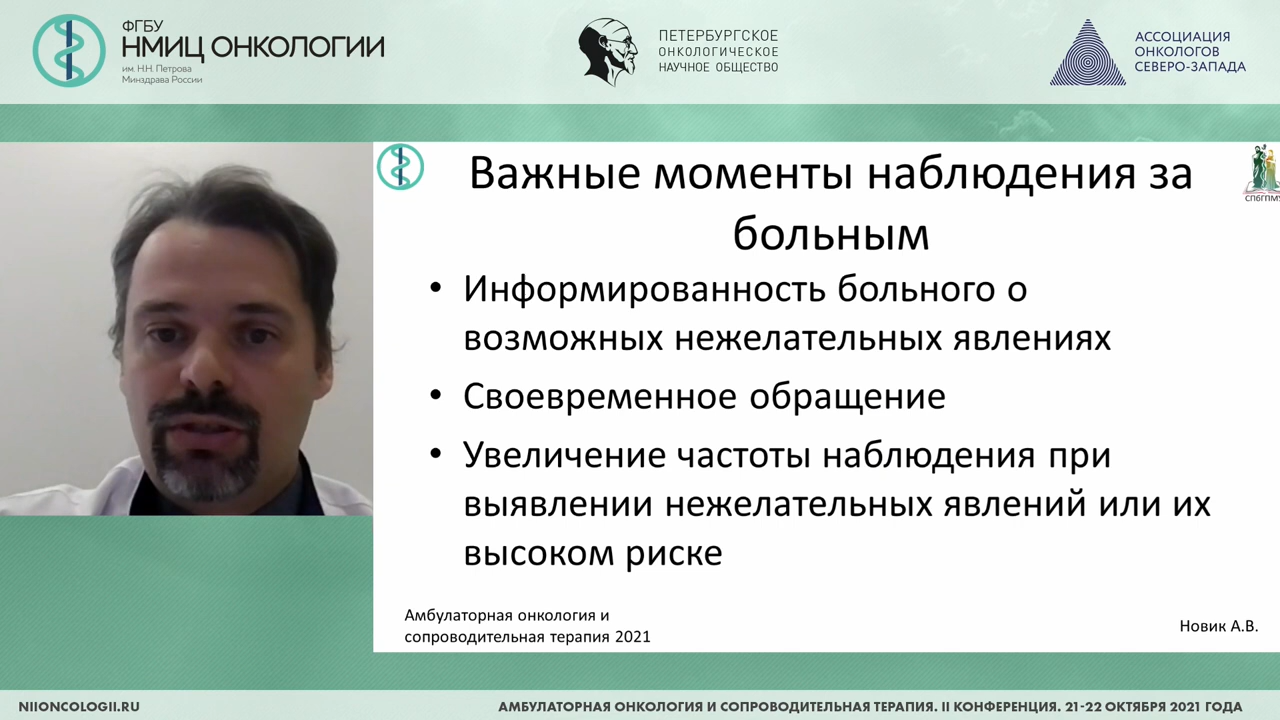 ФГБУ
НМИЦ ОНКОЛОГИИ
им. Н.Н. Петрова
Минздрава России
ПЕТЕРБУРГСКОЕ
ОНКОЛОГИЧЕСКОЕ
НАУЧНОЕ ОБЩЕСТВО
АССОЦИАЦИЯ
ОНКОЛОГОВ
СЕВЕРО-ЗАПАДА
Важные моменты наблюдения за
больным
СПбГПМУ
• Информированность больного о
возможных нежелательных явлениях
• Своевременное обращение
• Увеличение частоты наблюдения при
выявлении нежелательных явлений или их
высоком риске
Амбулаторная онкология и
сопроводительная терапия 2021
Новик А.В.
NIIONCOLOGII.RU
АМБУЛАТОРНАЯ ОНКОЛОГИЯ И СОПРОВОДИТЕЛЬНАЯ ТЕРАПИЯ. II КОНФЕРЕНЦИЯ. 21-22 ОКТЯБРЯ 2021 ГОДА